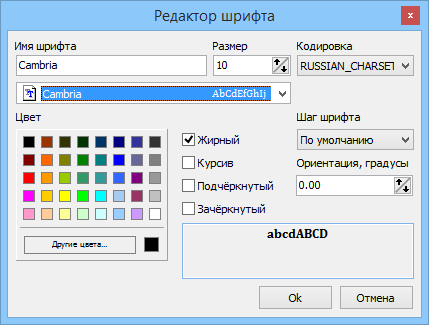 Редактор шрифта
x
Имя шрифта Размер Кодировка
Cambria 10 RUSSIAN_CHARSET
Cambria AbCdEfGhIj
Цвет
Жирный
Курсив
Подчёркнутый
Зачёркнутый
Шаг шрифта
По умолчанию
Ориентация, градусы
0.00
Другие цвета...
abcdABCD
Ok Отмена